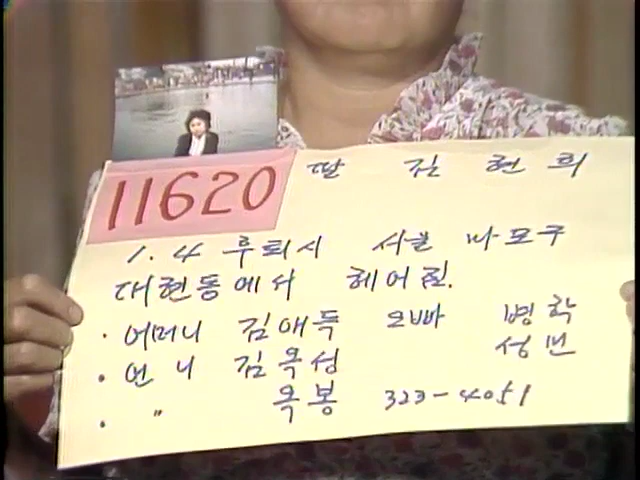 11620 딸 김현희
1.4 후퇴시 서울 마포구
대현동에서 헤어짐.
· 어머니 김애득 오빠 병학
· 언니 김옥성 성번
· " 옥봉 323-4051